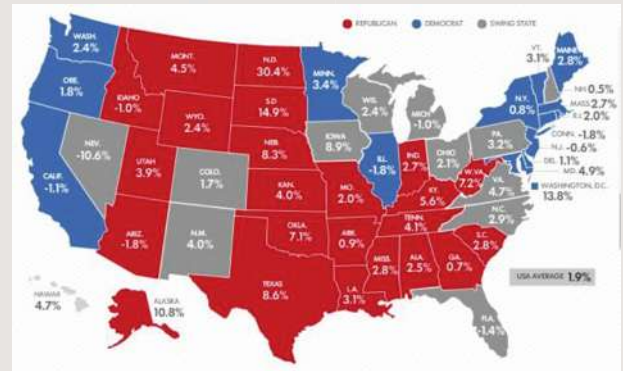 REPUBLICAN DEMOCRAT SWING STATE
WASH.
2.4%
ORE.
1.8%
CALIF.
-1.1%
NEV.
-10.6%
IDAHO
-1.0%
MONT.
4.5%
WYO.
2.4%
UTAH
3.9%
ARIZ.
-1.8%
COLO.
1.7%
N.M.
4.0%
N.D.
30.4%
S.D
14.9%
NEB.
8.3%
KAN.
4.0%
OKLA.
7.1%
TEXAS
8.6%
MINN.
3.4%
IOWA
8.9%
MO.
2.0%
ARK.
0.9%
LA.
3.1%
WIS.
2.4%
ILL.
-1.8%
MICH
-1.0%
IND.
2.7%
OHIO
2.1%
KY.
5.6%
TENN.
4.1%
MISS.
2.8%
ALA.
2.5%
GA.
0.7%
FLA.
-1.4%
S.C.
2.8%
N.C.
2.9%
VA.
4.7%
W.VA.
7.2%
PA.
3.2%
N.Y.
0.8%
VT.
3.1%
MAINE
2.8%
N.H. 0.5%
MASS. 2.7%
R.I. 2.0%
CONN. -1.8%
N.J. -0.6%
DEL. 1.1%
MD. 4.9%
WASHINGTON, D.C.
13.8%
USA AVERAGE 1.9%
HAWAII
4.7%
ALASKA
10.8%